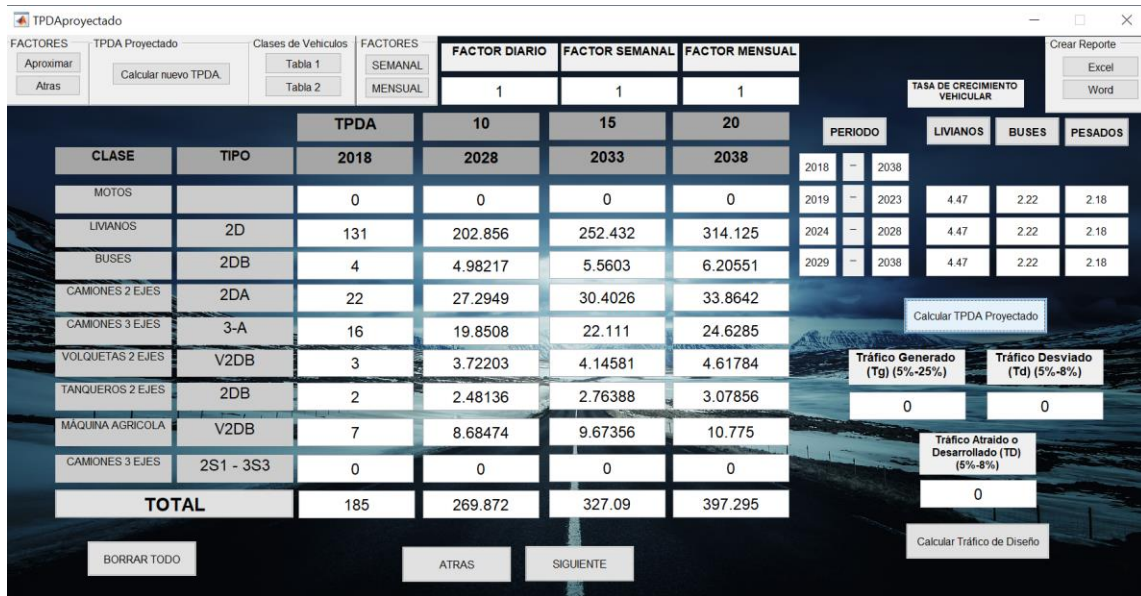 TPDAproyectado
FACTORES
Aproximar
Atras
TPDA Proyectado
Calcular nuevo TPDA.
Clases de Vehiculos
Tabla 1
Tabla 2
FACTORES
SEMANAL
MENSUAL
FACTOR DIARIO FACTOR SEMANAL FACTOR MENSUAL
1 1 1
Crear Reporte
Excel
Word
TASA DE CRECIMIENTO
VEHICULAR
PERIODO LIVIANOS BUSES PESADOS
2018 – 2038
2019 – 2023 4.47 2.22 2.18
2024 – 2028 4.47 2.22 2.18
2029 – 2038 4.47 2.22 2.18
TPDA 10 15 20
CLASE TIPO 2018 2028 2033 2038
MOTOS 0 0 0 0
LIVIANOS 2D 131 202.856 252.432 314.125
BUSES 2DB 4 4.98217 5.5603 6.20551
CAMIONES 2 EJES 2DA 22 27.2949 30.4026 33.8642
CAMIONES 3 EJES 3-A 16 19.8508 22.111 24.6285
VOLQUETAS 2 EJES V2DB 3 3.72203 4.14581 4.61784
TANQUEROS 2 EJES 2DB 2 2.48136 2.76388 3.07856
MÁQUINA AGRICOLA V2DB 7 8.68474 9.67356 10.775
CAMIONES 3 EJES 2S1 - 3S3 0 0 0 0
TOTAL 185 269.872 327.09 397.295
Calcular TPDA Proyectado
Tráfico Generado
(Tg) (5%-25%)
0
Tráfico Desviado
(Td) (5%-8%)
0
Tráfico Atraido o
Desarrollado (TD)
(5%-8%)
0
Calcular Tráfico de Diseño
BORRAR TODO ATRAS SIGUIENTE